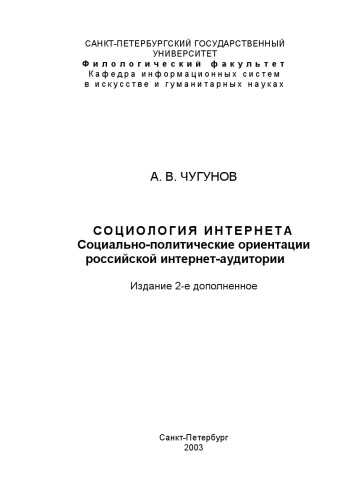 САНКТ-ПЕТЕРБУРГСКИЙ ГОСУДАРСТВЕННЫЙ
УНИВЕРСИТЕТ
Филологический факультет
Кафедра информационных систем
в искусстве и гуманитарных науках
А. В. ЧУГУНОВ
СОЦИОЛОГИЯ ИНТЕРНЕТА
Социально-политические ориентации
российской интернет-аудитории
Издание 2-е дополненное
Санкт-Петербург
2003